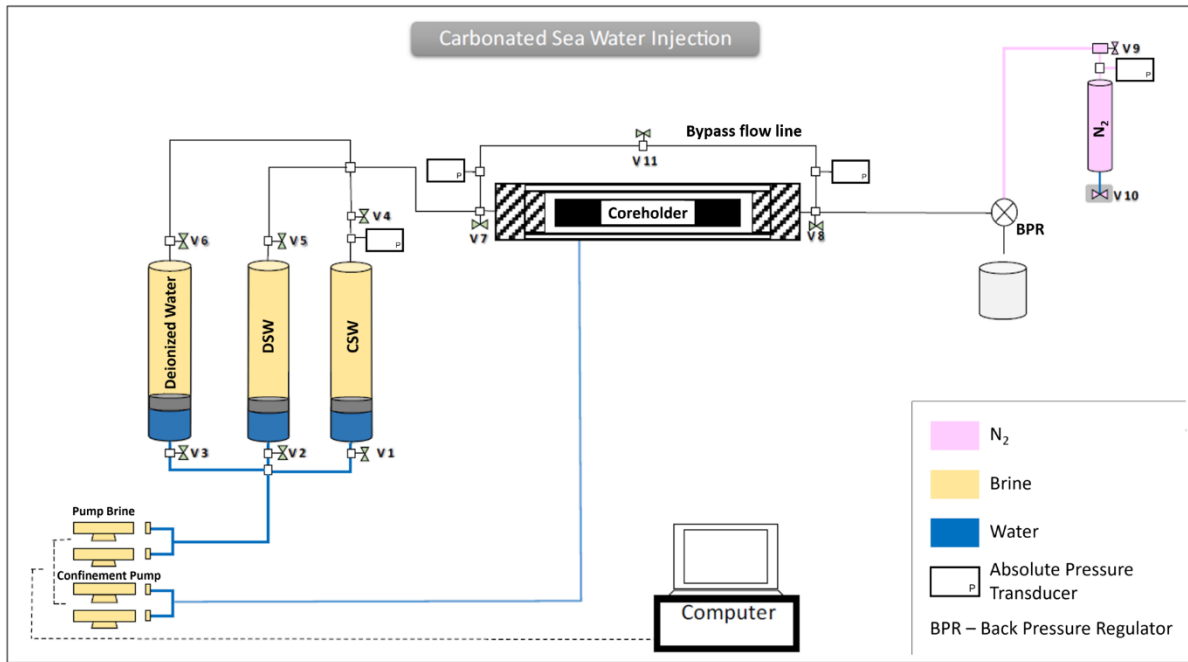 Carbonated Sea Water Injection
V 9
P
N₂
V 10
Bypass flow line
V 11
P
P
V 4
P
Coreholder
V 7
V 8
BPR
V 6
V 5
Deionized Water
DSW
CSW
V 3
V 2
V 1
Pump Brine
Confinement Pump
Computer
N₂
Brine
Water
P
Absolute Pressure
Transducer
BPR – Back Pressure Regulator